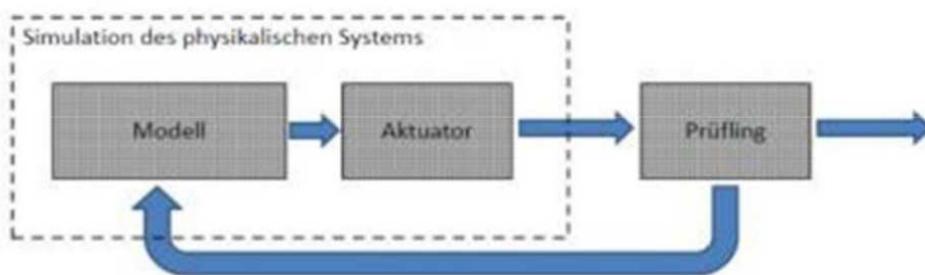 Simulation des physikalischen Systems
Modell
Aktuator
Prüfling